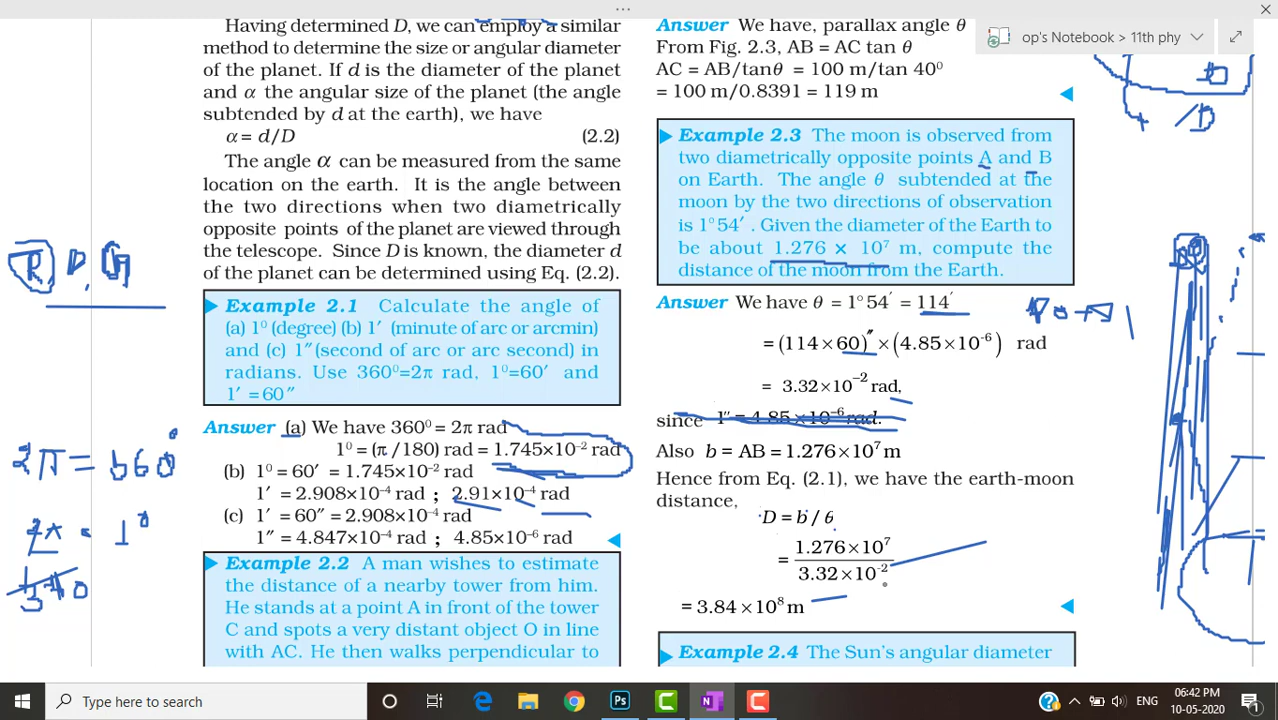 Having determined D, we can employ a similar
method to determine the size or angular diameter
of the planet. If d is the diameter of the planet
and α the angular size of the planet (the angle
subtended by d at the earth), we have
α = d/D (2.2)
The angle α can be measured from the same
location on the earth. It is the angle between
the two directions when two diametrically
opposite points of the planet are viewed through
the telescope. Since D is known, the diameter d
of the planet can be determined using Eq. (2.2).
Example 2.1 Calculate the angle of
(a) 1⁰ (degree) (b) 1′ (minute of arc or arcmin)
and (c) 1″(second of arc or arc second) in
radians. Use 360⁰=2π rad, 1⁰=60′ and
1′ = 60″
Answer (a) We have 360⁰ = 2π rad
1⁰ = (π /180) rad = 1.745×10⁻² rad
(b) 1⁰ = 60′ = 1.745×10⁻² rad
1′ = 2.908×10⁻⁴ rad ; 2.91×10⁻⁴ rad
(c) 1′ = 60″ = 2.908×10⁻⁴ rad
1″ = 4.847×10⁻⁴ rad ; 4.85×10⁻⁶ rad
Example 2.2 A man wishes to estimate
the distance of a nearby tower from him.
He stands at a point A in front of the tower
C and spots a very distant object O in line
with AC. He then walks perpendicular to
2π = 360°
= 1°
Answer We have, parallax angle θ
From Fig. 2.3, AB = AC tan θ
AC = AB/tanθ = 100 m/tan 40⁰
= 100 m/0.8391 = 119 m
Example 2.3 The moon is observed from
two diametrically opposite points A and B
on Earth. The angle θ subtended at the
moon by the two directions of observation
is 1°54′. Given the diameter of the Earth to
be about 1.276 × 10⁷ m, compute the
distance of the moon from the Earth.
Answer We have θ = 1° 54′ = 114′
= (114×60)″ ×(4.85×10⁻⁶) rad
= 3.32×10⁻² rad,
since 1″ = 4.85×10⁻⁶ rad.
Also b = AB = 1.276×10⁷ m
Hence from Eq. (2.1), we have the earth-moon
distance,
D = b / θ
= 1.276×10⁷
3.32×10⁻²
= 3.84×10⁸ m
Example 2.4 The Sun's angular diameter
op's Notebook > 11th phy
Type here to search
ENG
06:42 PM
10-05-2020